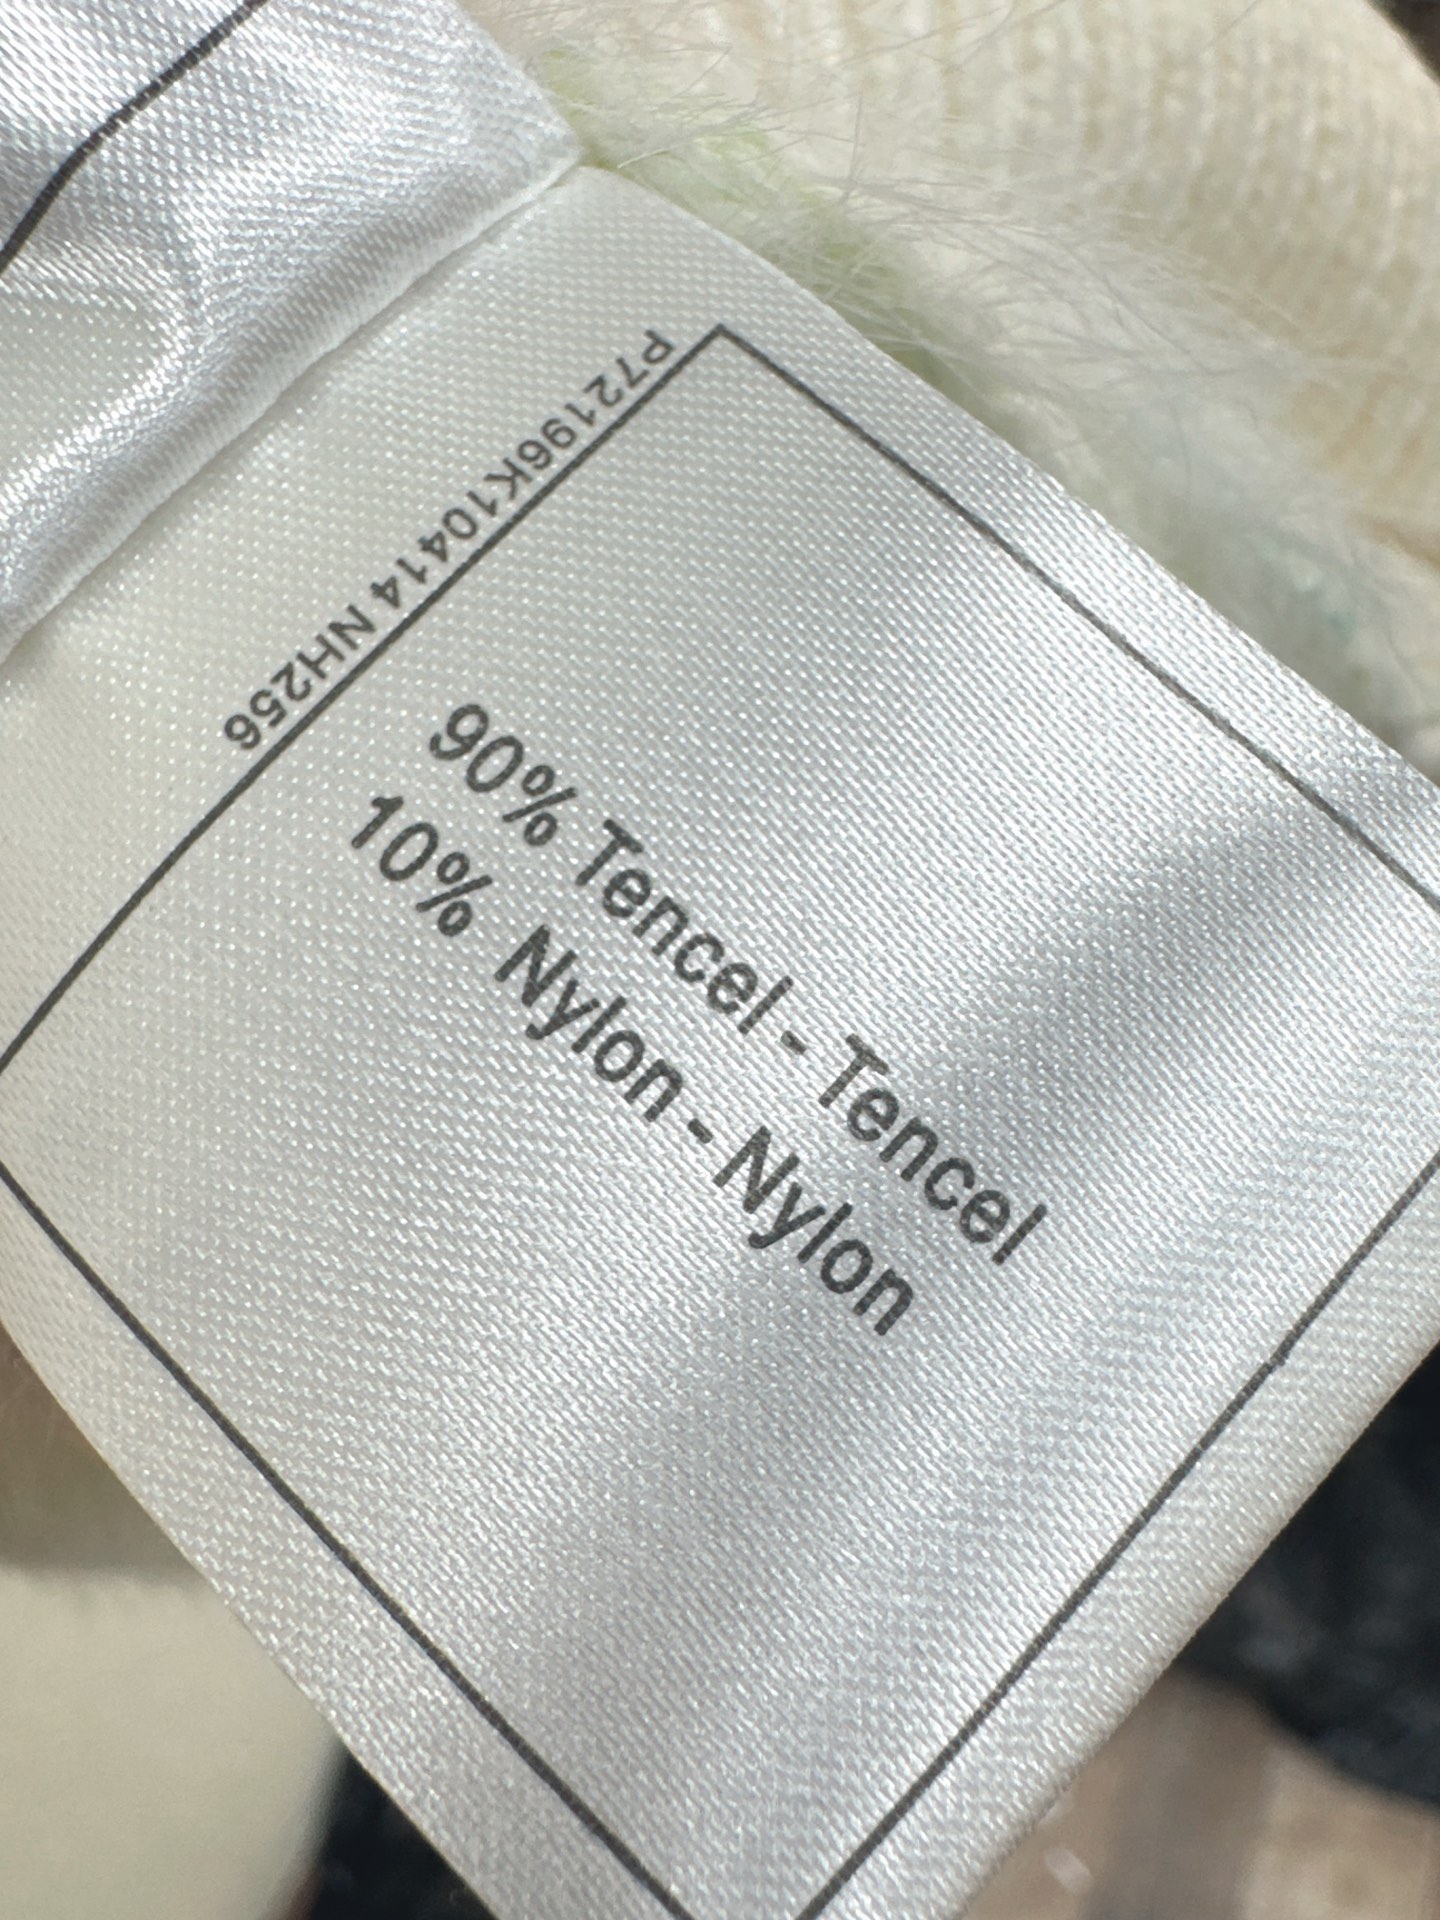 P72196K10414 NH256
90% Tencel - Tencel
10% Nylon - Nylon